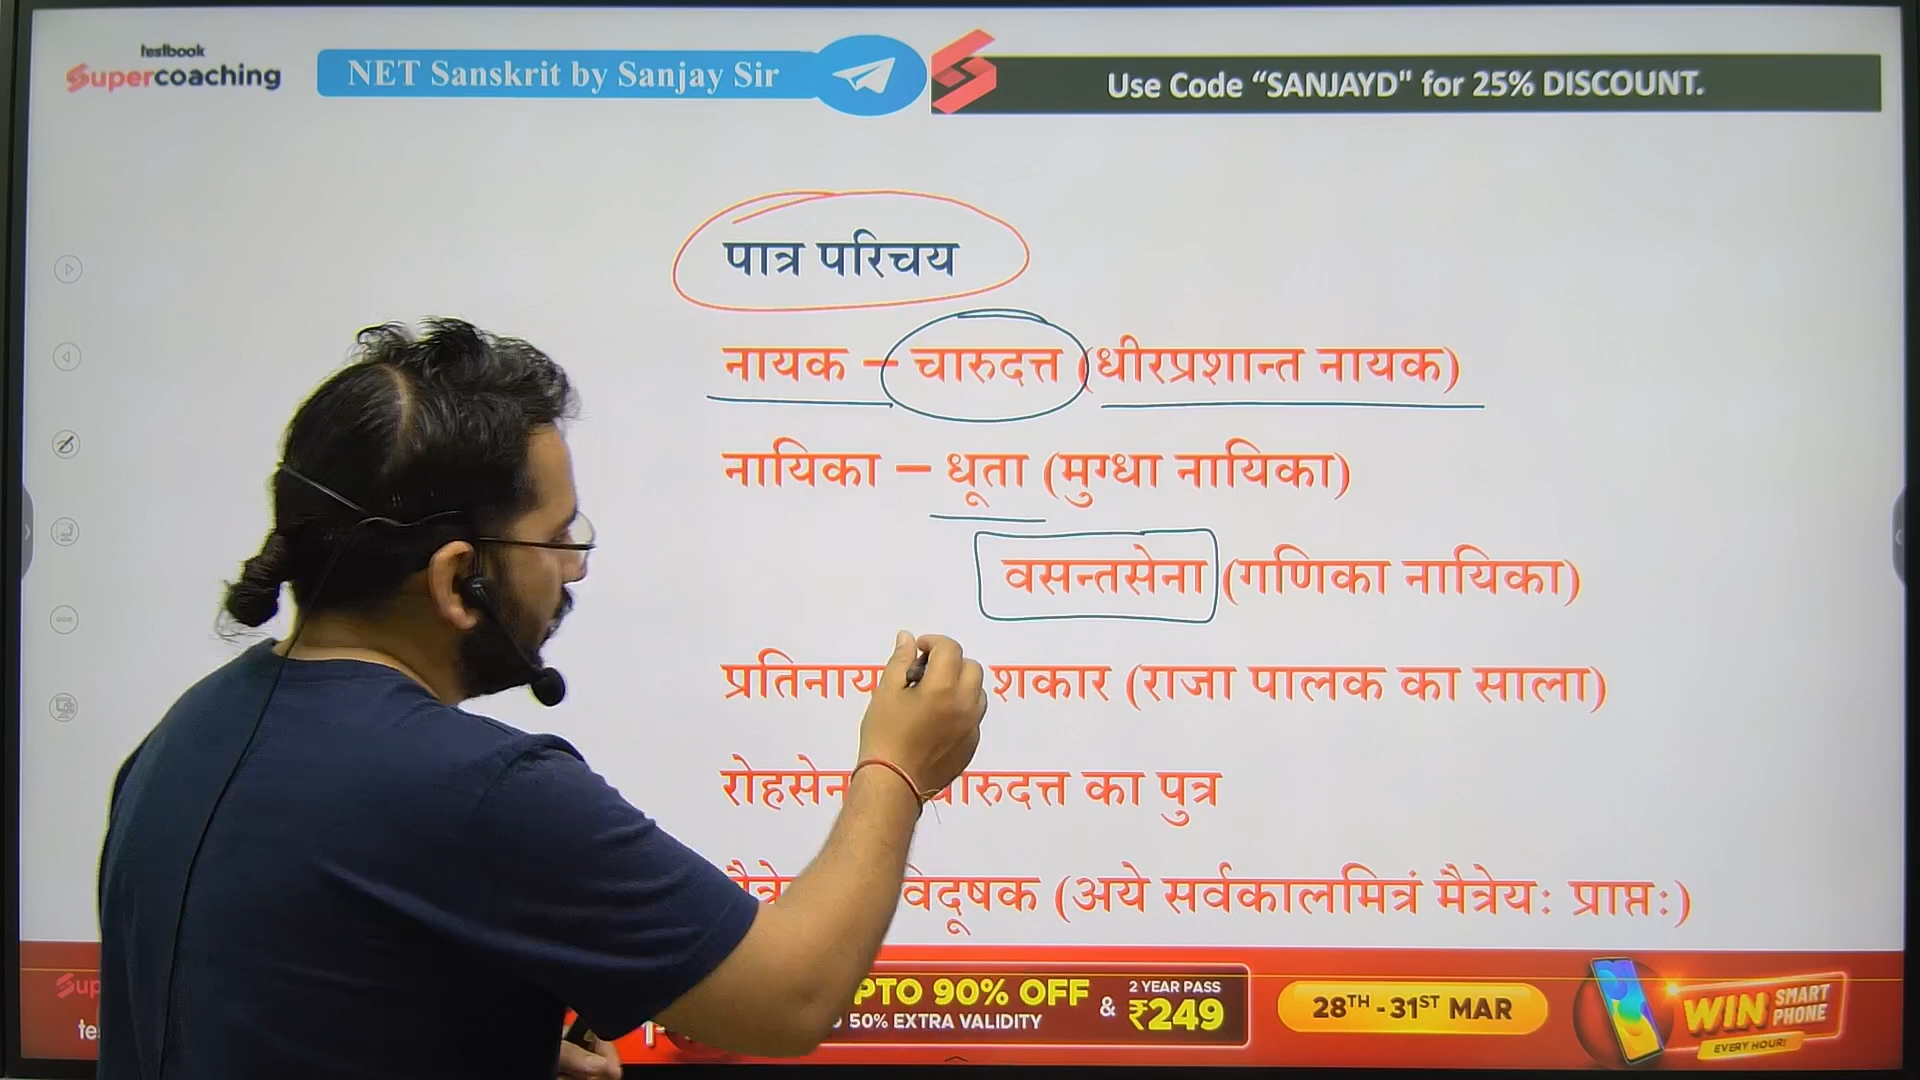 testbook
Supercoaching
NET Sanskrit by Sanjay Sir
Use Code “SANJAYD" for 25% DISCOUNT.
पात्र परिचय
नायक – चारुदत्त (धीरप्रशान्त नायक)
नायिका – धूता (मुग्धा नायिका)
वसन्तसेना (गणिका नायिका)
शकार (राजा पालक का साला)
का पुत्र
विदूषक (अये सर्वकालमित्रं मैत्रेयः प्राप्तः)
90% OFF
50% EXTRA VALIDITY
&
2 YEAR PASS
₹249
28TH - 31ST MAR
WIN SMART PHONE
EVERY HOUR!